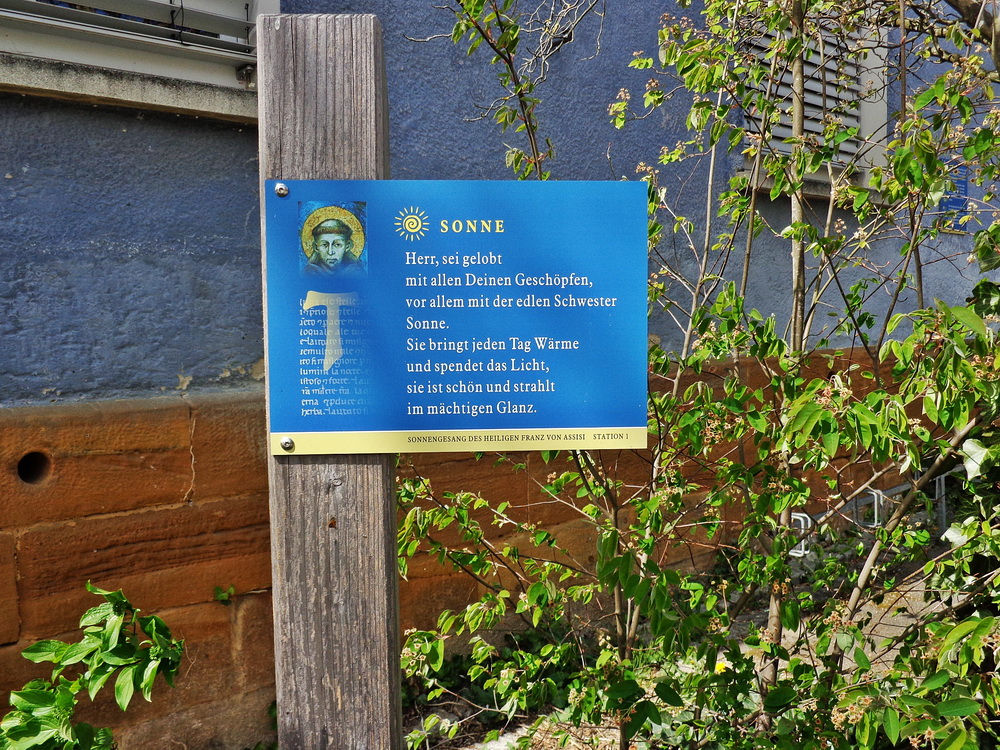 SONNE
Herr, sei gelobt
mit allen Deinen Geschöpfen,
vor allem mit der edlen Schwester
Sonne.
Sie bringt jeden Tag Wärme
und spendet das Licht,
sie ist schön und strahlt
im mächtigen Glanz.
SONNENGESANG DES HEILIGEN FRANZ VON ASSISI STATION 1